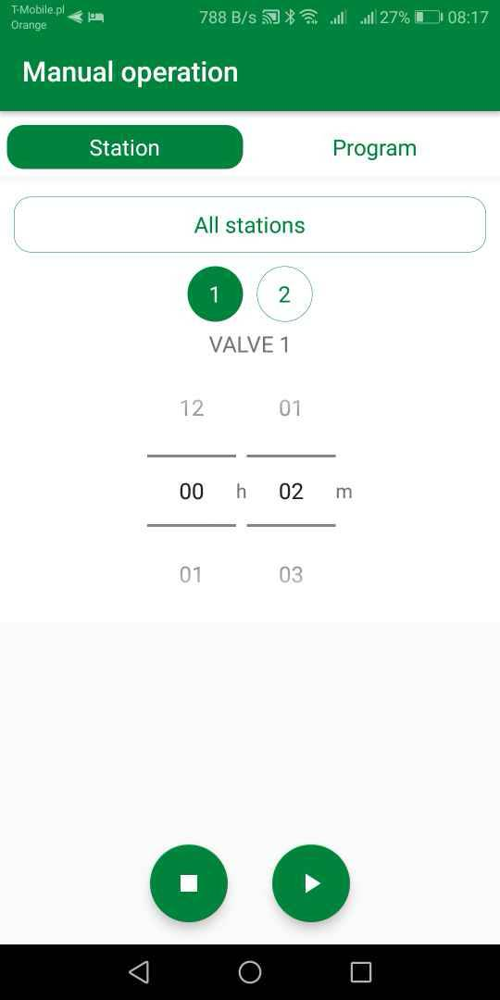 T-Mobile.pl
Orange
788 B/s 27% 08:17
Manual operation
Station Program
All stations
1 2
VALVE 1
12 01
00 h 02 m
01 03